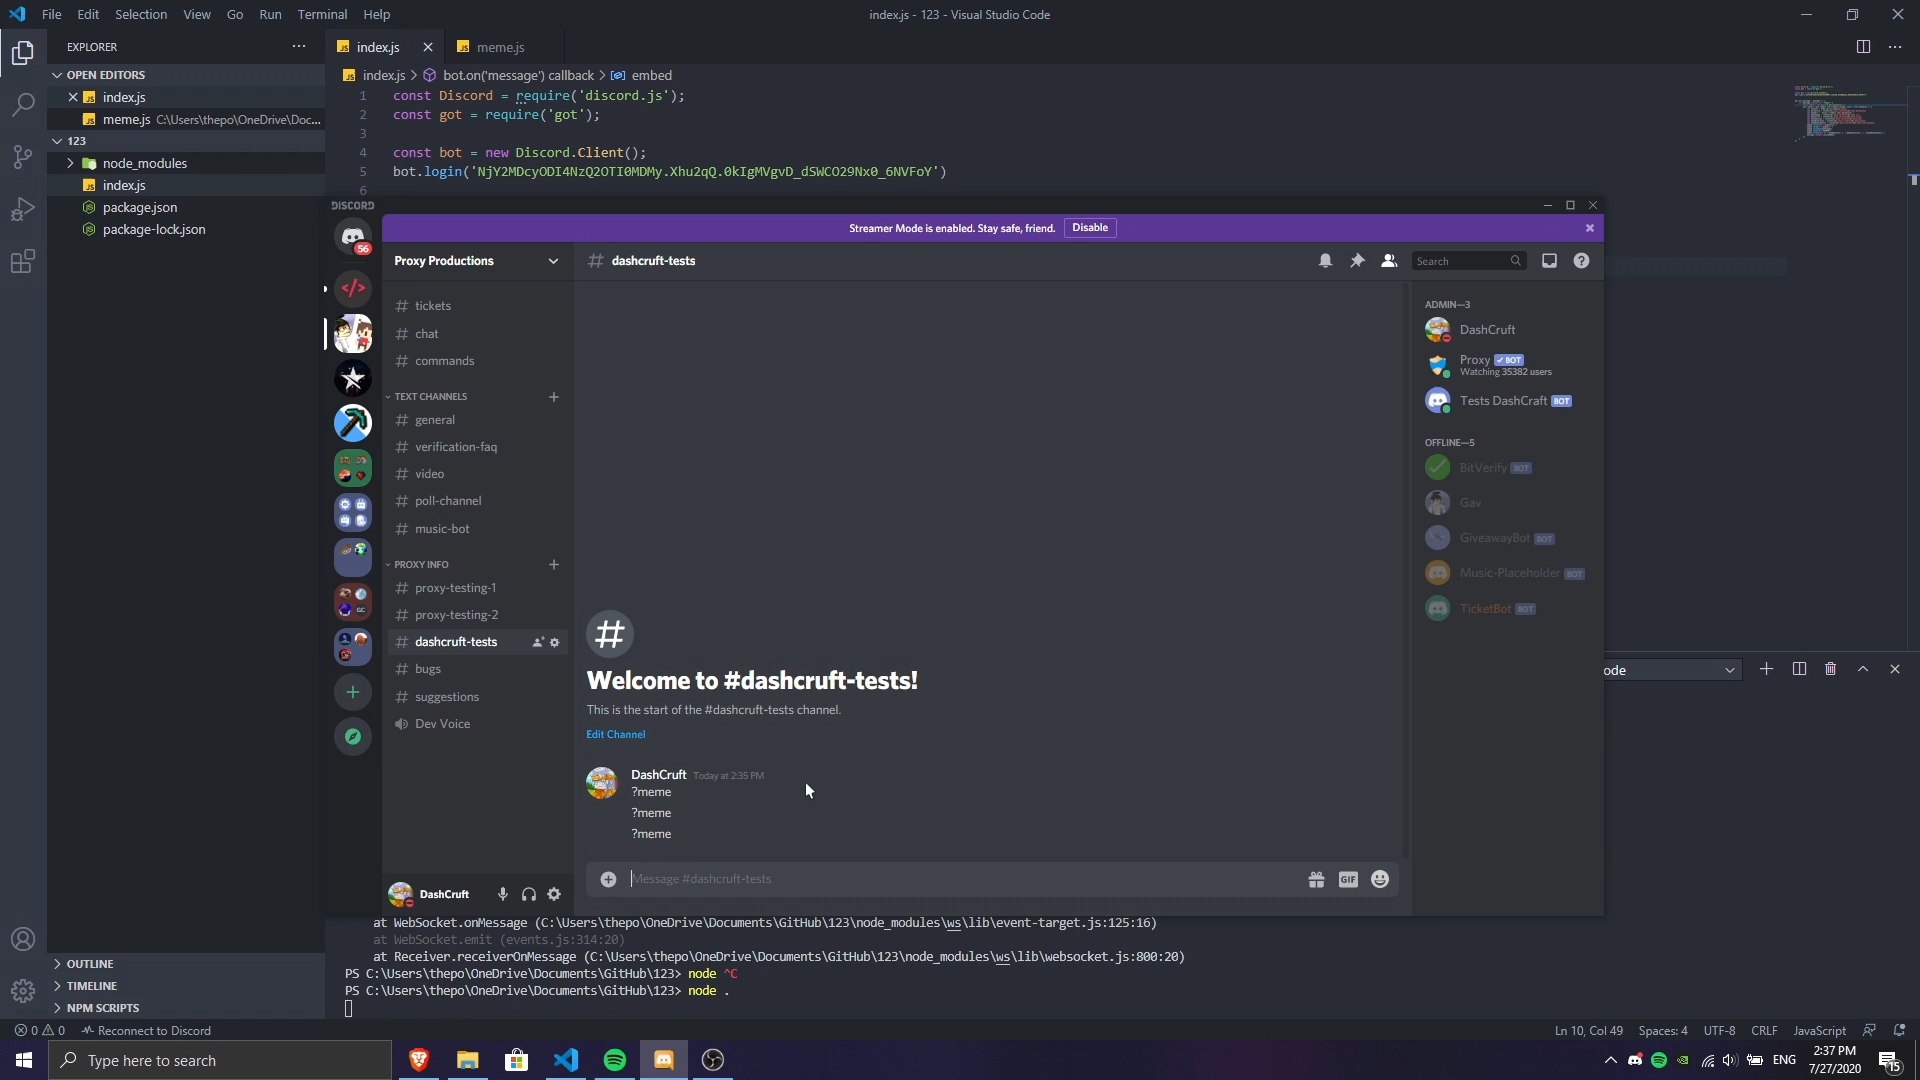 File Edit Selection View Go Run Terminal Help
index.js - 123 - Visual Studio Code
EXPLORER
OPEN EDITORS
index.js
meme.js C:\Users\thepo\OneDrive\Doc...
123
node_modules
index.js
package.json
package-lock.json
OUTLINE
TIMELINE
NPM SCRIPTS
index.js
meme.js
index.js > bot.on('message') callback > embed
1 const Discord = require('discord.js');
2 const got = require('got');
3
4 const bot = new Discord.Client();
5 bot.login('NjY2MDcyODI4NzQ2OTI0MDMy.Xhu2qQ.0kIgMVgvD_dSWCO29Nx0_6NVFoY')
6
DISCORD
Streamer Mode is enabled. Stay safe, friend. Disable
56
Proxy Productions
dashcruft-tests
Search
tickets
chat
commands
TEXT CHANNELS
general
verification-faq
video
poll-channel
music-bot
PROXY INFO
proxy-testing-1
proxy-testing-2
dashcruft-tests
bugs
suggestions
Dev Voice
DashCruft
Welcome to #dashcruft-tests!
This is the start of the #dashcruft-tests channel.
Edit Channel
DashCruft Today at 2:35 PM
?meme
?meme
?meme
Message #dashcruft-tests
GIF
ADMIN—3
DashCruft
Proxy BOT
Watching 35382 users
Tests DashCraft BOT
OFFLINE—5
BitVerify BOT
Gav
GiveawayBot BOT
Music-Placeholder BOT
TicketBot BOT
ode
at WebSocket.onMessage (C:\Users\thepo\OneDrive\Documents\GitHub\123\node_modules\ws\lib\event-target.js:125:16)
at WebSocket.emit (events.js:314:20)
at Receiver.receiverOnMessage (C:\Users\thepo\OneDrive\Documents\GitHub\123\node_modules\ws\lib\websocket.js:800:20)
PS C:\Users\thepo\OneDrive\Documents\GitHub\123> node ^C
PS C:\Users\thepo\OneDrive\Documents\GitHub\123> node .
0 0 Reconnect to Discord
Ln 10, Col 49 Spaces: 4 UTF-8 CRLF JavaScript
Type here to search
ENG
2:37 PM
7/27/2020
15